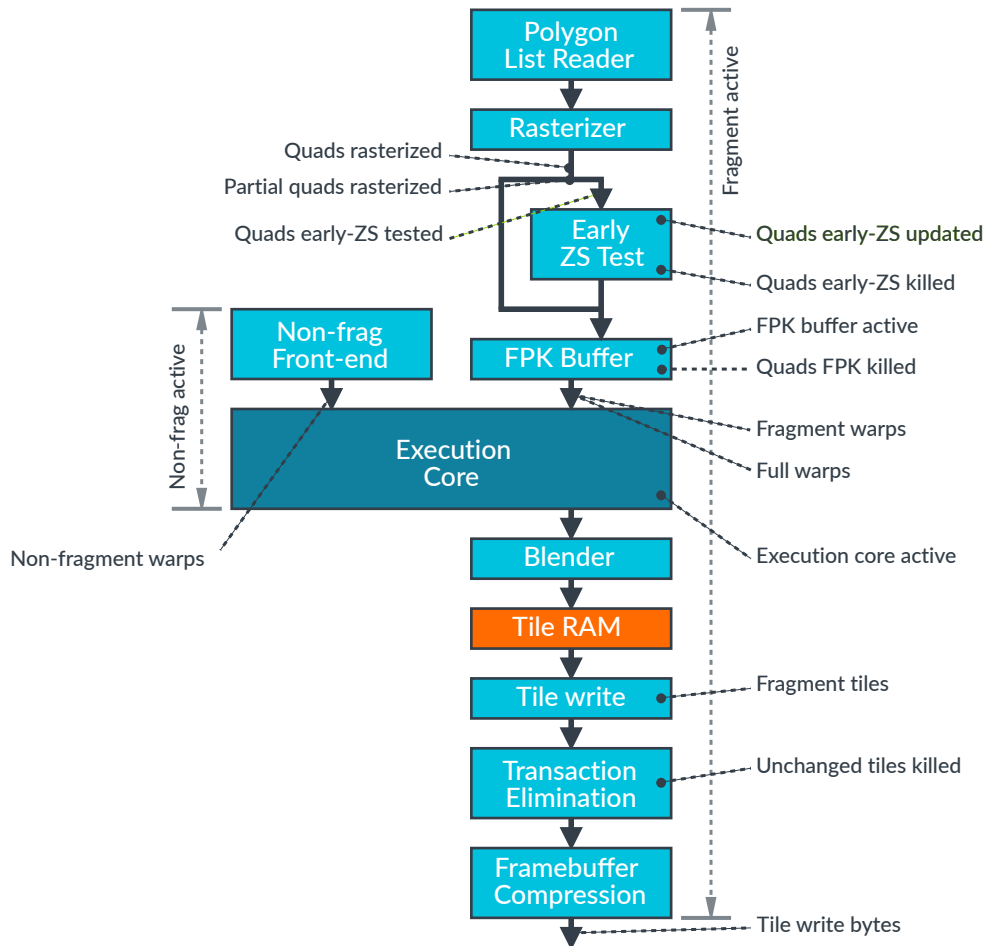 Polygon
List Reader
Fragment active
Rasterizer
Quads rasterized
Partial quads rasterized
Quads early-ZS tested
Early
ZS Test
Quads early-ZS updated
Quads early-ZS killed
Non-frag active
Non-frag
Front-end
FPK Buffer
FPK buffer active
Quads FPK killed
Fragment warps
Full warps
Execution
Core
Non-fragment warps
Execution core active
Blender
Tile RAM
Tile write
Fragment tiles
Transaction
Elimination
Unchanged tiles killed
Framebuffer
Compression
Tile write bytes